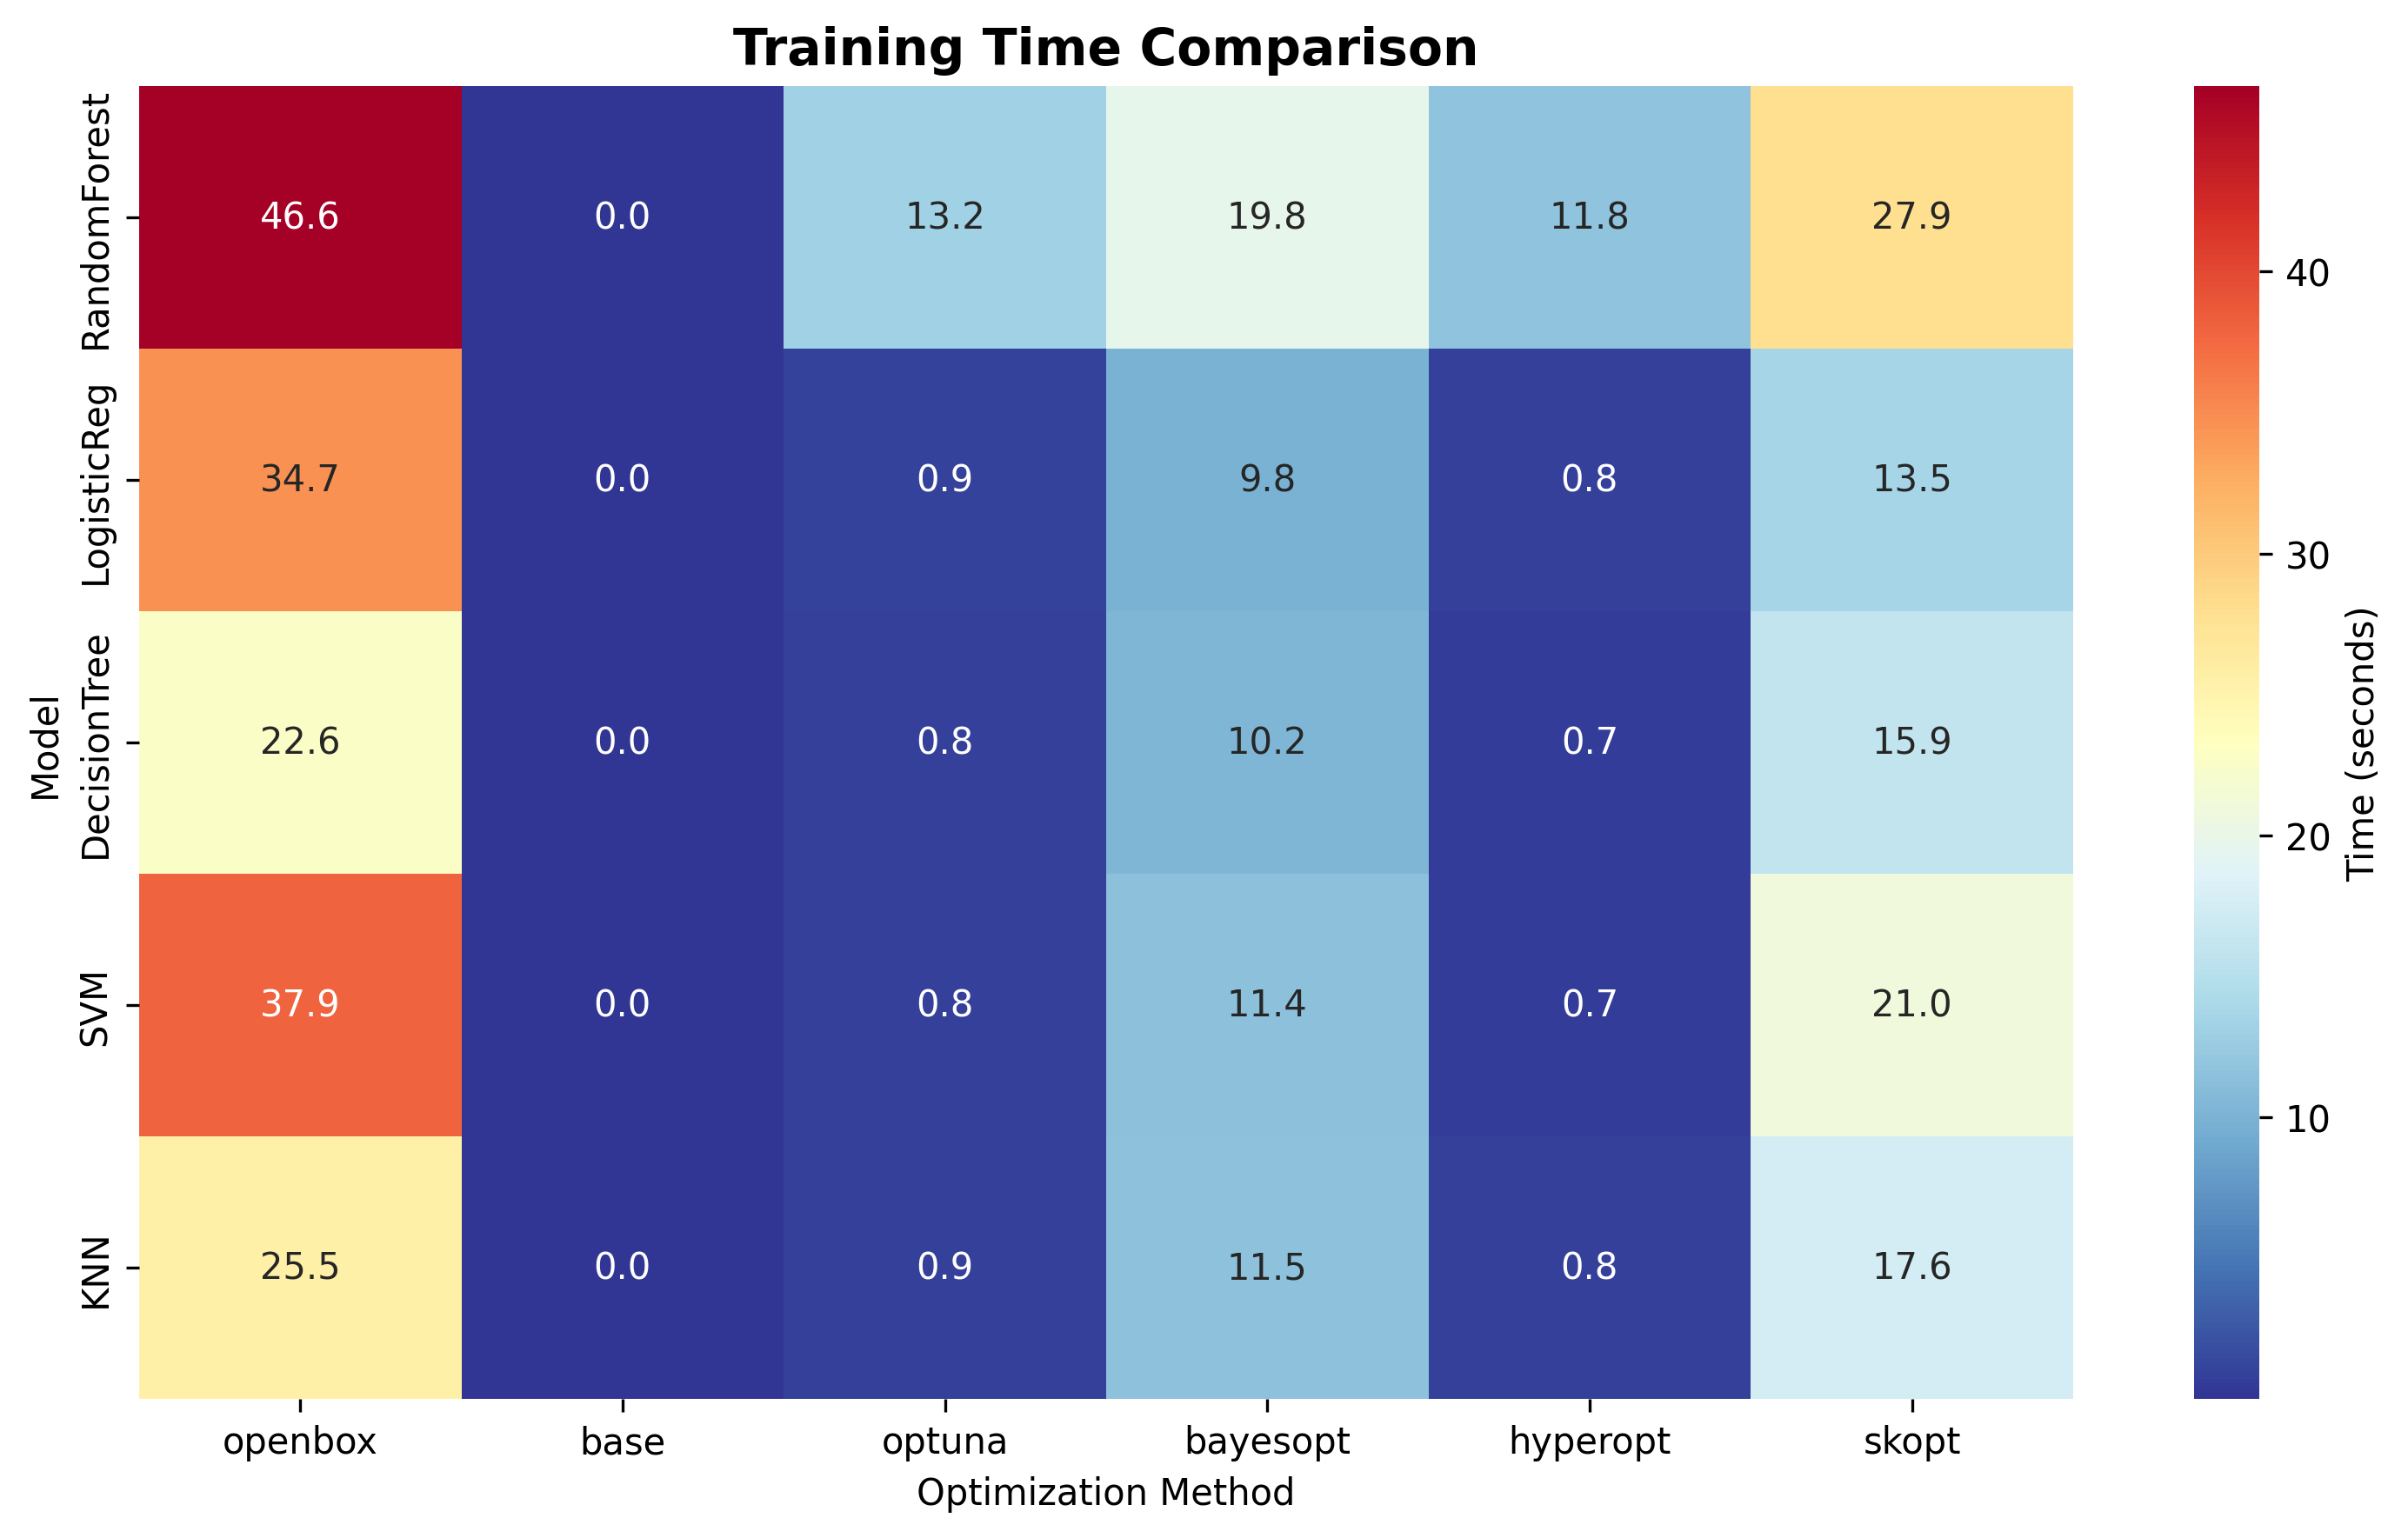 Training Time Comparison
RandomForest 46.6 0.0 13.2 19.8 11.8 27.9
LogisticReg 34.7 0.0 0.9 9.8 0.8 13.5
DecisionTree 22.6 0.0 0.8 10.2 0.7 15.9
SVM 37.9 0.0 0.8 11.4 0.7 21.0
KNN 25.5 0.0 0.9 11.5 0.8 17.6
Model
openbox base optuna bayesopt hyperopt skopt
Optimization Method
40
30
20
10
Time (seconds)